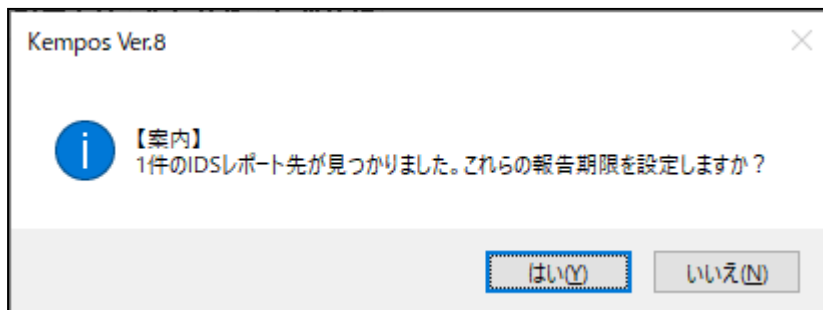 Kempos Ver.8
【案内】
1件のIDSレポート先が見つかりました。これらの報告期限を設定しますか？
はい(Y)
いいえ(N)